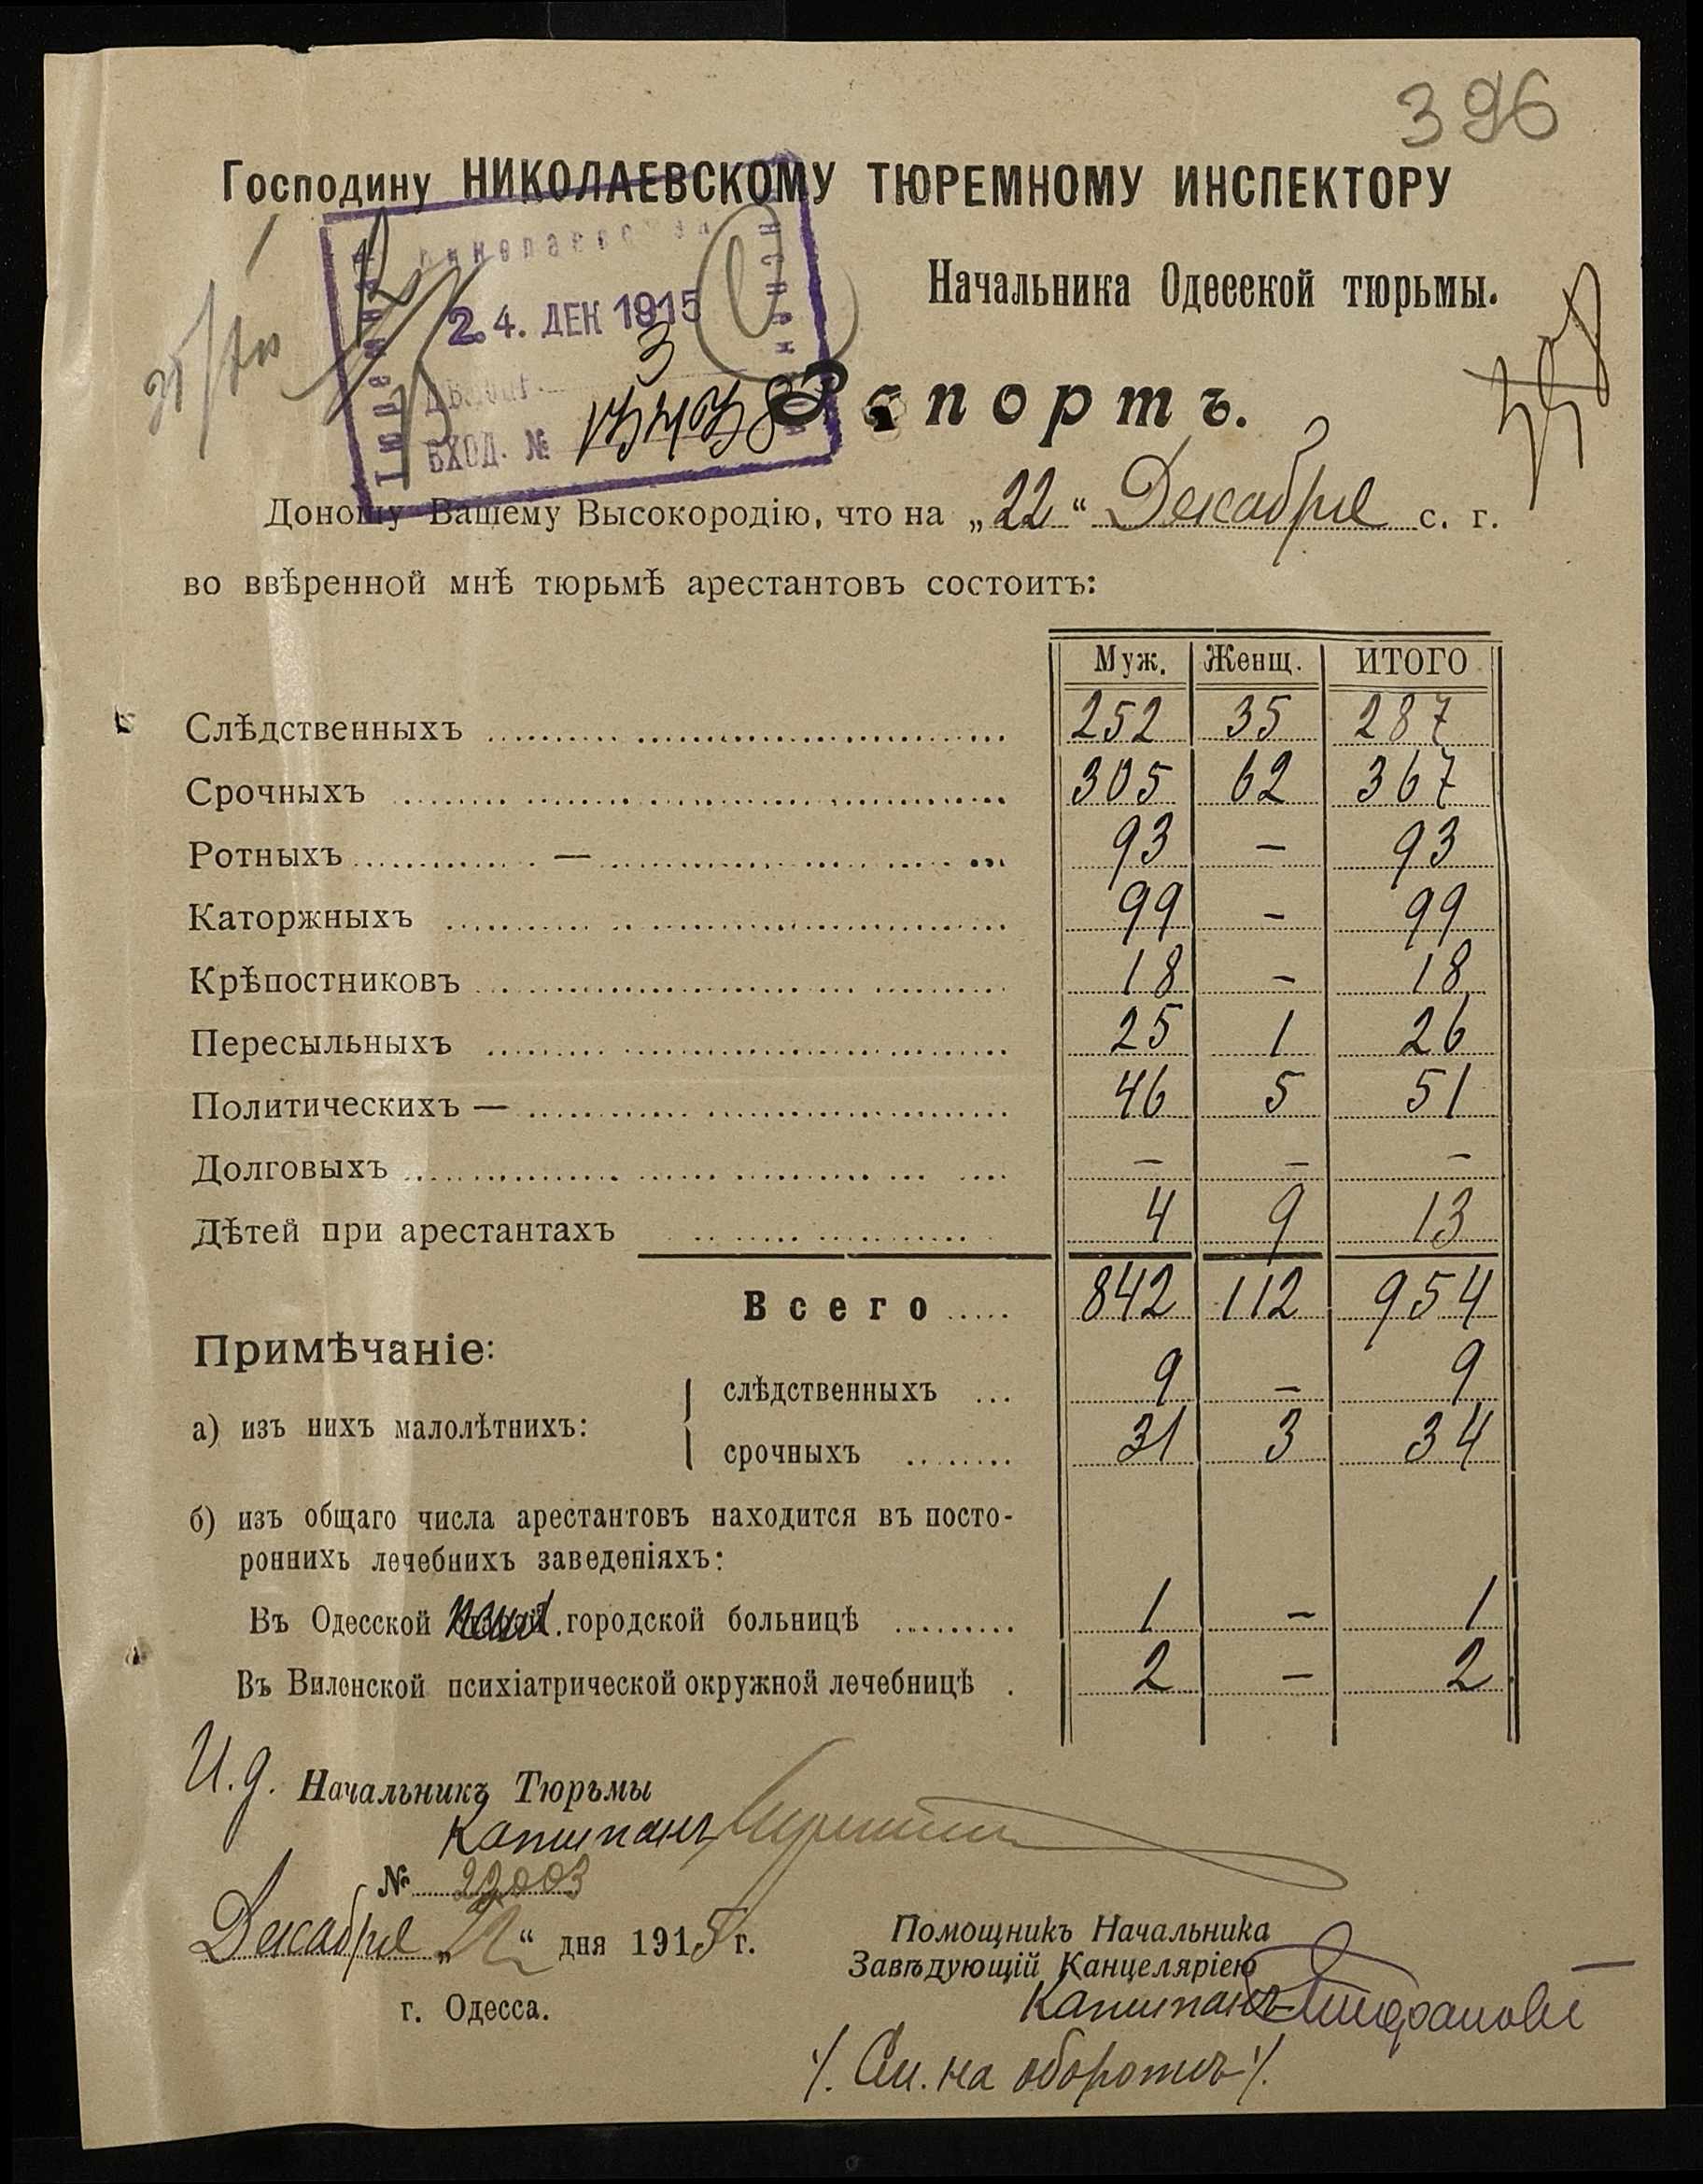 396
Господину НИКОЛАЕВСКОМУ ТЮРЕМНОМУ ИНСПЕКТОРУ
Начальника Одесской тюрьмы.
24. ДЕК 1915
ВХОД. №
Рапортъ.
Доношу Вашему Высокородію, что на „22“ Декабря с. г.
во ввѣренной мнѣ тюрьмѣ арестантовъ состоитъ:
Муж. Женщ. ИТОГО
Слѣдственныхъ 252 35 287
Срочныхъ 305 62 367
Ротныхъ — 93 - 93
Каторжныхъ 99 - 99
Крѣпостниковъ 18 - 18
Пересыльныхъ 25 1 26
Политическихъ — 46 5 51
Долговыхъ - - -
Дѣтей при арестантахъ 4 9 13
Всего 842 112 954
Примѣчаніе:
а) изъ нихъ малолѣтнихъ:
слѣдственныхъ 9 - 9
срочныхъ 31 3 34
б) изъ общаго числа арестантовъ находится въ посто-
роннихъ лечебнихъ заведеніяхъ:
Въ Одесской городской больницѣ 1 - 1
Въ Виленской психіатрической окружной лечебницѣ 2 - 2
И.д. Начальникъ Тюрьмы
Капитанъ
№ 22003
Декабря „22“ дня 1915 г.
г. Одесса.
Помощникъ Начальника
Завѣдующій Канцеляріею
Капитанъ
/. См. на оборотѣ /.